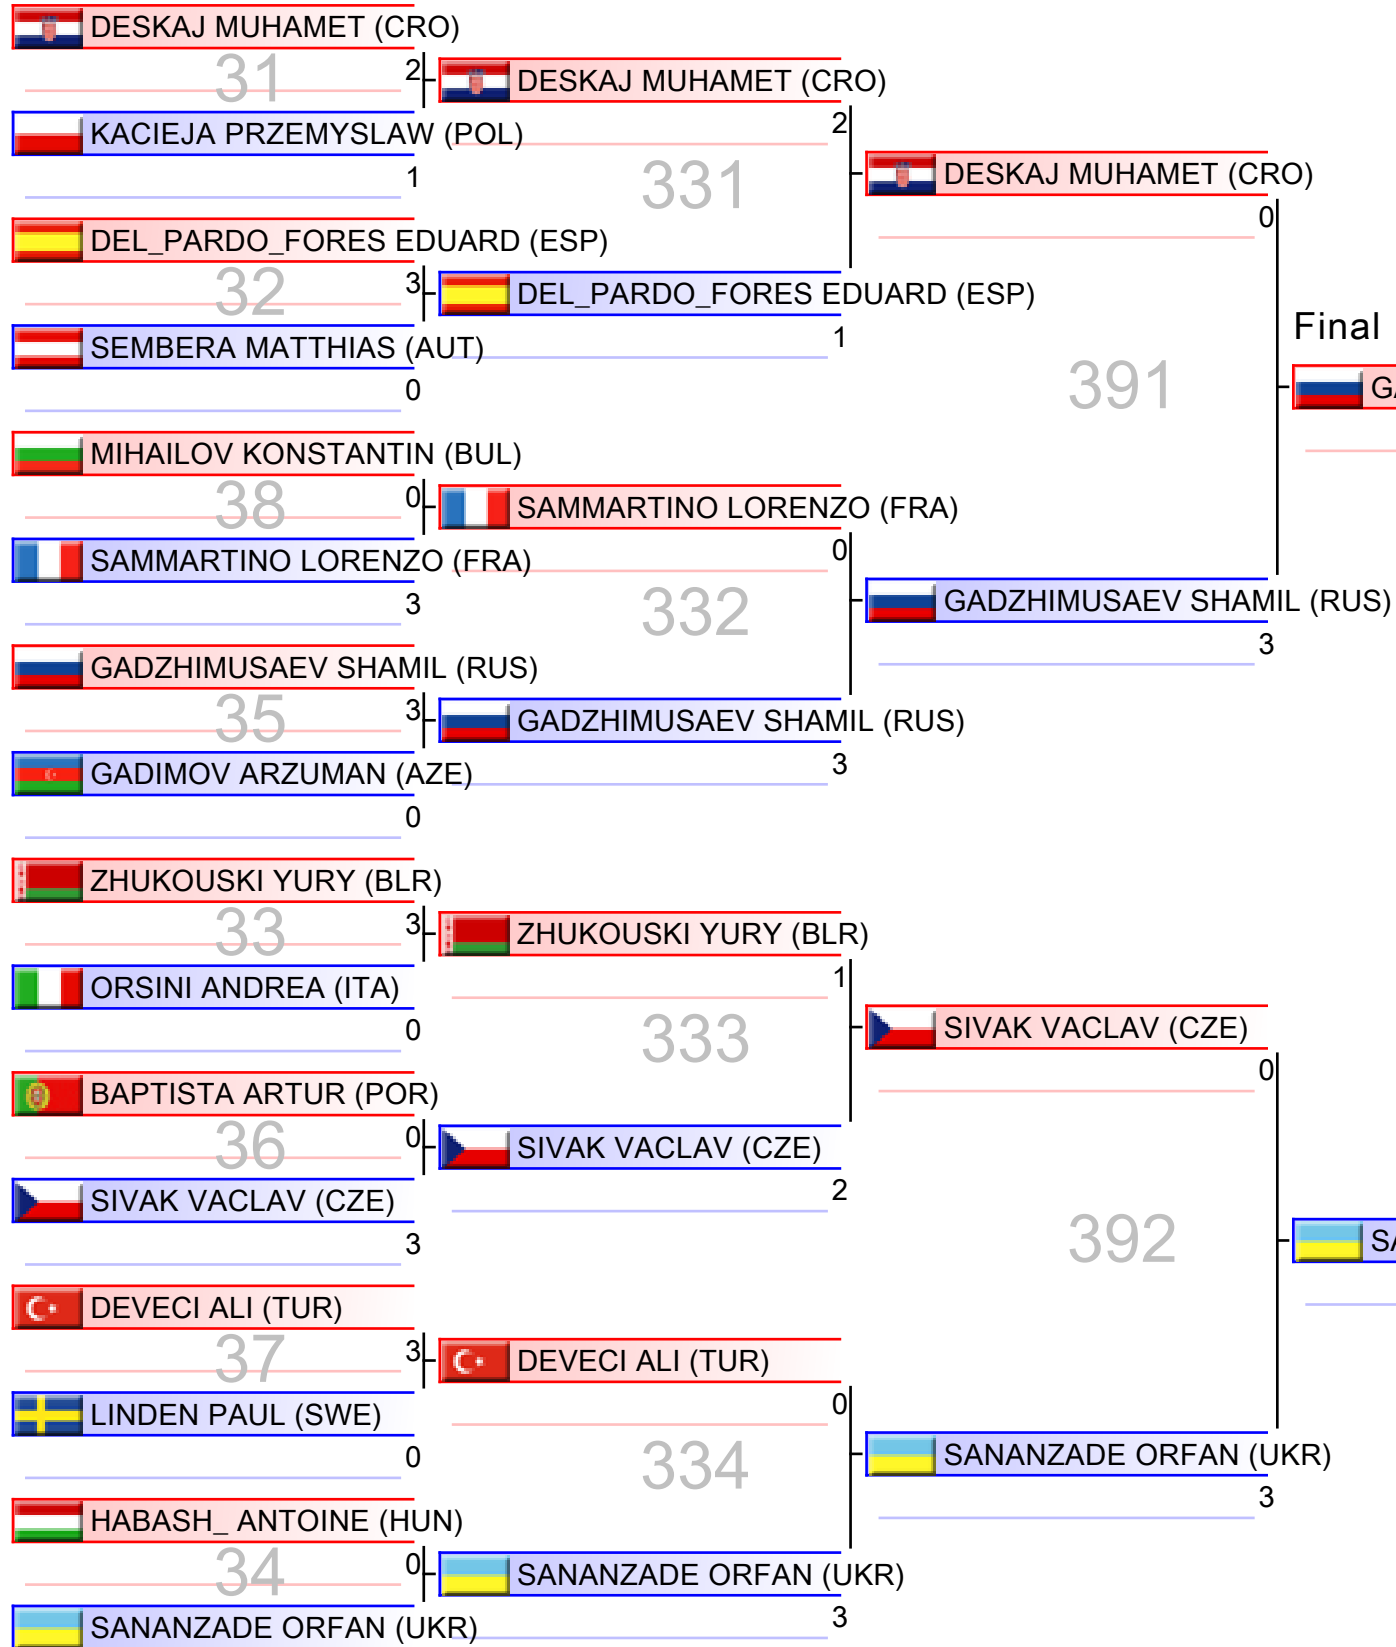 DESKAJ MUHAMET (CRO)
31
2
KACIEJA PRZEMYSLAW (POL)
1
DEL_PARDO_FORES EDUARD (ESP)
32
3
SEMBERA MATTHIAS (AUT)
0
MIHAILOV KONSTANTIN (BUL)
38
0
SAMMARTINO LORENZO (FRA)
3
GADZHIMUSAEV SHAMIL (RUS)
35
3
GADIMOV ARZUMAN (AZE)
0
ZHUKOUSKI YURY (BLR)
33
3
ORSINI ANDREA (ITA)
0
BAPTISTA ARTUR (POR)
36
0
SIVAK VACLAV (CZE)
3
DEVECI ALI (TUR)
37
3
LINDEN PAUL (SWE)
0
HABASH_ ANTOINE (HUN)
34
0
SANANZADE ORFAN (UKR)
DESKAJ MUHAMET (CRO)
2
331
DEL_PARDO_FORES EDUARD (ESP)
1
SAMMARTINO LORENZO (FRA)
0
332
GADZHIMUSAEV SHAMIL (RUS)
3
ZHUKOUSKI YURY (BLR)
1
333
SIVAK VACLAV (CZE)
2
DEVECI ALI (TUR)
0
334
SANANZADE ORFAN (UKR)
3
DESKAJ MUHAMET (CRO)
0
391
GADZHIMUSAEV SHAMIL (RUS)
3
SIVAK VACLAV (CZE)
0
392
SANANZADE ORFAN (UKR)
3
Final
GA
SA